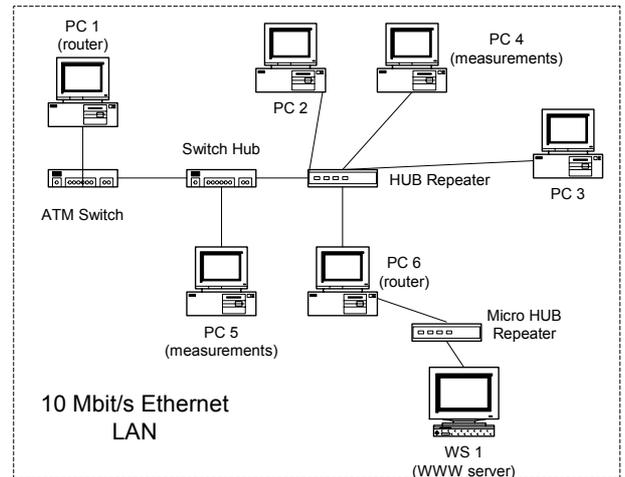 PC 1
(router)
PC 2
PC 4
(measurements)
Switch Hub
HUB Repeater
PC 3
ATM Switch
PC 5
(measurements)
PC 6
(router)
Micro HUB
Repeater
10 Mbit/s Ethernet
LAN
WS 1
(WWW server)